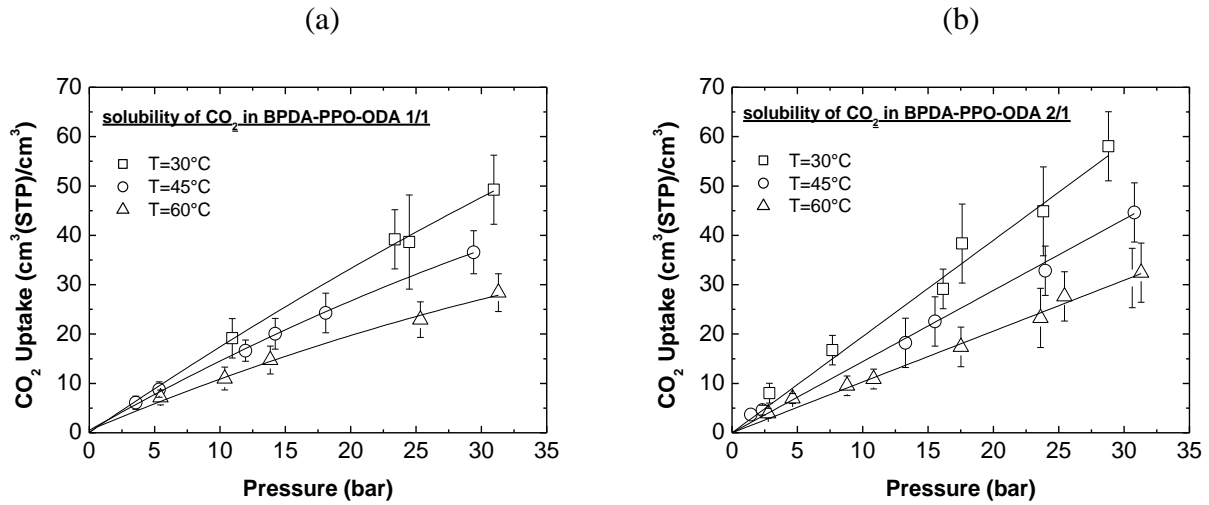 (a)
70
60
50
40
30
20
10
0
CO₂ Uptake (cm³(STP)/cm³)
solubility of CO₂ in BPDA-PPO-ODA 1/1
T=30°C
T=45°C
T=60°C
0 5 10 15 20 25 30 35
Pressure (bar)
(b)
70
60
50
40
30
20
10
0
CO₂ Uptake (cm³(STP)/cm³)
solubility of CO₂ in BPDA-PPO-ODA 2/1
T=30°C
T=45°C
T=60°C
0 5 10 15 20 25 30 35
Pressure (bar)